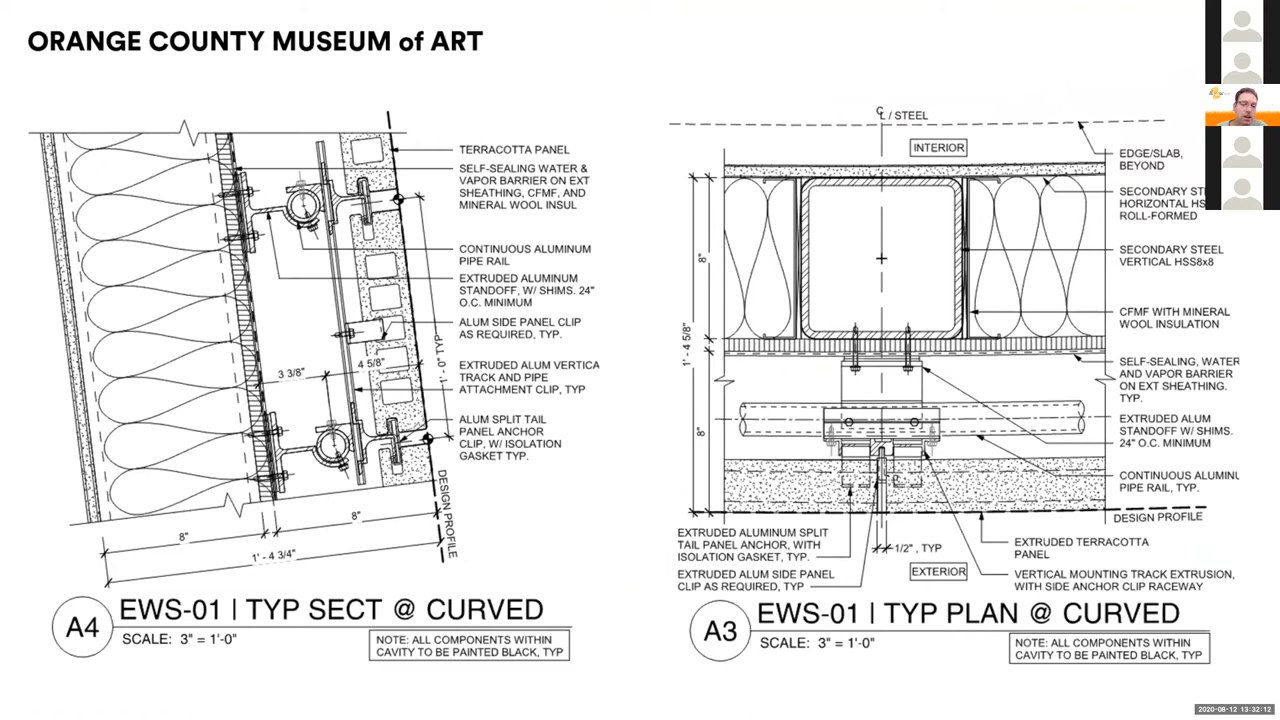 ORANGE COUNTY MUSEUM of ART
TERRACOTTA PANEL
SELF-SEALING WATER &
VAPOR BARRIER ON EXT
SHEATHING, CFMF, AND
MINERAL WOOL INSUL
CONTINUOUS ALUMINUM
PIPE RAIL
EXTRUDED ALUMINUM
STANDOFF, W/ SHIMS. 24"
O.C. MINIMUM
ALUM SIDE PANEL CLIP
AS REQUIRED, TYP.
EXTRUDED ALUM VERTICA
TRACK AND PIPE
ATTACHMENT CLIP, TYP
ALUM SPLIT TAIL
PANEL ANCHOR
CLIP, W/ ISOLATION
GASKET TYP.
3 3/8"
4 5/8"
1' - 0" TYP
DESIGN PROFILE
8"
8"
1' - 4 3/4"
A4
EWS-01 | TYP SECT @ CURVED
SCALE: 3" = 1'-0"
NOTE: ALL COMPONENTS WITHIN
CAVITY TO BE PAINTED BLACK, TYP
℄ / STEEL
INTERIOR
EDGE/SLAB,
BEYOND
SECONDARY ST
HORIZONTAL HS
ROLL-FORMED
SECONDARY STEEL
VERTICAL HSS8x8
CFMF WITH MINERAL
WOOL INSULATION
SELF-SEALING, WATER
AND VAPOR BARRIER
ON EXT SHEATHING.
TYP.
EXTRUDED ALUM
STANDOFF W/ SHIMS.
24" O.C. MINIMUM
CONTINUOUS ALUMINU
PIPE RAIL, TYP.
8"
1' - 4 5/8"
8"
DESIGN PROFILE
EXTRUDED ALUMINUM SPLIT
TAIL PANEL ANCHOR, WITH
ISOLATION GASKET, TYP.
EXTRUDED ALUM SIDE PANEL
CLIP AS REQUIRED, TYP
1/2" , TYP
EXTERIOR
EXTRUDED TERRACOTTA
PANEL
VERTICAL MOUNTING TRACK EXTRUSION,
WITH SIDE ANCHOR CLIP RACEWAY
A3
EWS-01 | TYP PLAN @ CURVED
SCALE: 3" = 1'-0"
NOTE: ALL COMPONENTS WITHIN
CAVITY TO BE PAINTED BLACK, TYP
2020-08-12 13:32:12